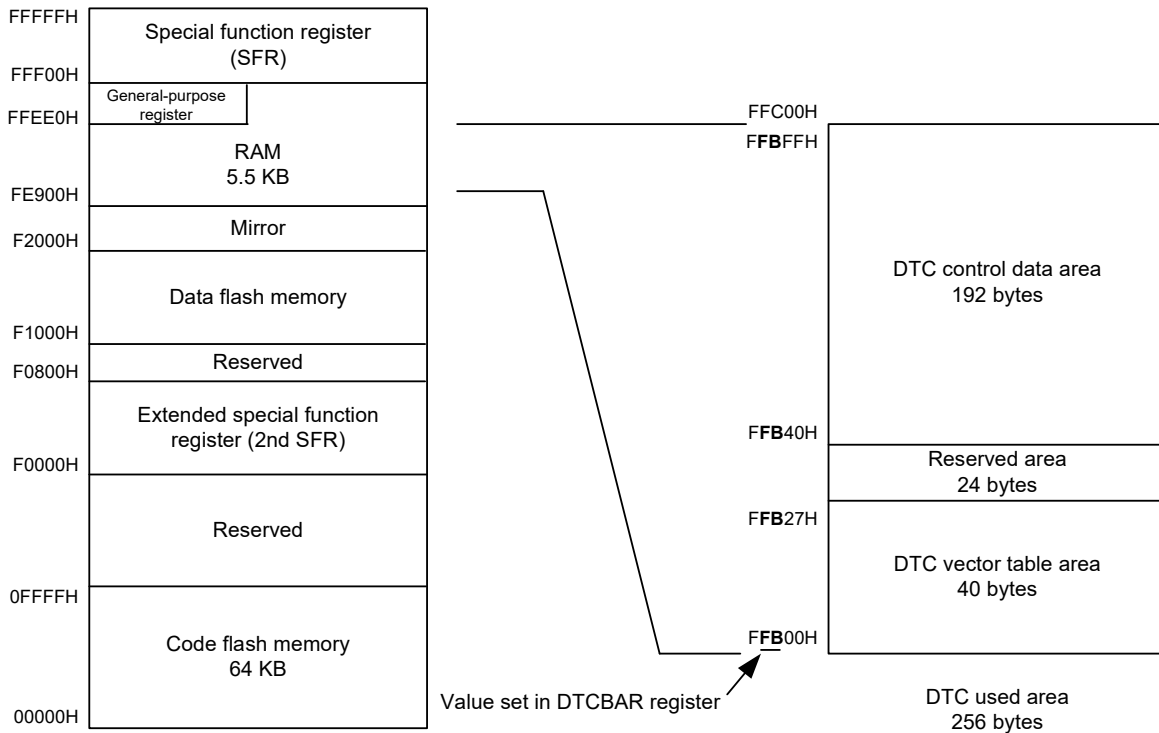 FFFFFH
Special function register
(SFR)
FFF00H
General-purpose
register
FFEE0H
RAM
5.5 KB
FE900H
Mirror
F2000H
Data flash memory
F1000H
Reserved
F0800H
Extended special function
register (2nd SFR)
F0000H
Reserved
0FFFFH
Code flash memory
64 KB
00000H
FFC00H
FFBFFH
DTC control data area
192 bytes
FFB40H
Reserved area
24 bytes
FFB27H
DTC vector table area
40 bytes
FFB00H
Value set in DTCBAR register
DTC used area
256 bytes